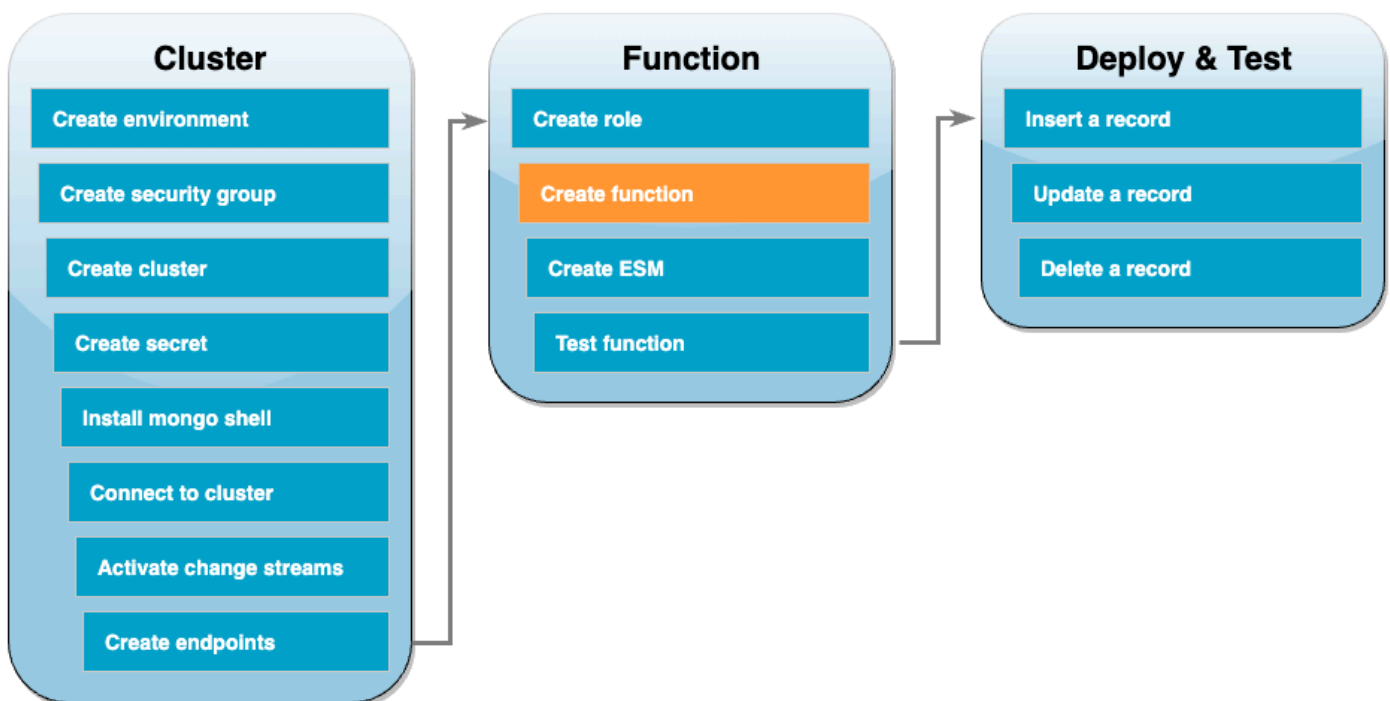 Cluster
Create environment
Create security group
Create cluster
Create secret
Install mongo shell
Connect to cluster
Activate change streams
Create endpoints
Function
Create role
Create function
Create ESM
Test function
Deploy & Test
Insert a record
Update a record
Delete a record